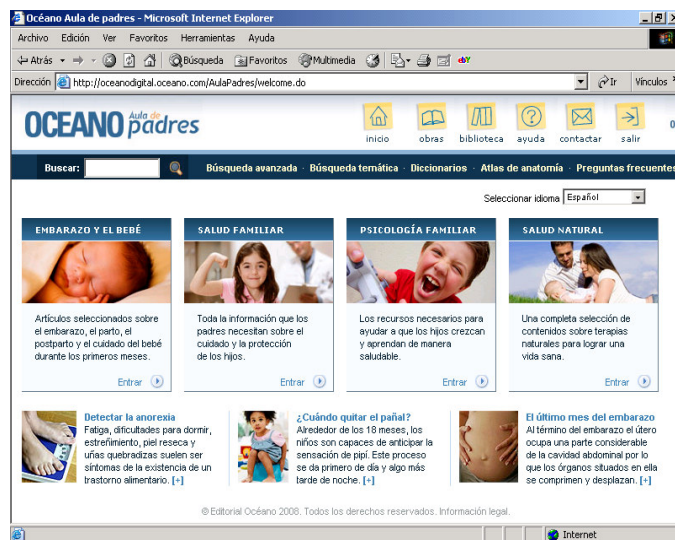 Océano Aula de padres - Microsoft Internet Explorer
Archivo Edición Ver Favoritos Herramientas Ayuda
Atrás Búsqueda Favoritos Multimedia
Dirección http://oceanodigital.oceano.com/AulaPadres/welcome.do Ir Vínculos
OCEANO Aula de padres
inicio obras biblioteca ayuda contactar salir
Buscar: Búsqueda avanzada · Búsqueda temática · Diccionarios · Atlas de anatomía · Preguntas frecuentes
Seleccionar idioma Español
EMBARAZO Y EL BEBÉ
Artículos seleccionados sobre
el embarazo, el parto, el
postparto y el cuidado del bebé
durante los primeros meses.
Entrar
SALUD FAMILIAR
Toda la información que los
padres necesitan sobre el
cuidado y la protección
de los hijos.
Entrar
PSICOLOGÍA FAMILIAR
Los recursos necesarios para
ayudar a que los hijos crezcan
y aprendan de manera
saludable.
Entrar
SALUD NATURAL
Una completa selección de
contenidos sobre terapias
naturales para lograr una
vida sana.
Entrar
Detectar la anorexia
Fatiga, dificultades para dormir,
estreñimiento, piel reseca y
uñas quebradizas suelen ser
síntomas de la existencia de un
trastorno alimentario. [+]
¿Cuándo quitar el pañal?
Alrededor de los 18 meses, los
niños son capaces de anticipar la
sensación de pipí. Este proceso
se da primero de día y algo más
tarde de noche. [+]
El último mes del embarazo
Al término del embarazo el útero
ocupa una parte considerable
de la cavidad abdominal por lo
que los órganos situados en ella
se comprimen y desplazan. [+]
© Editorial Océano 2008. Todos los derechos reservados. Información legal.
Internet